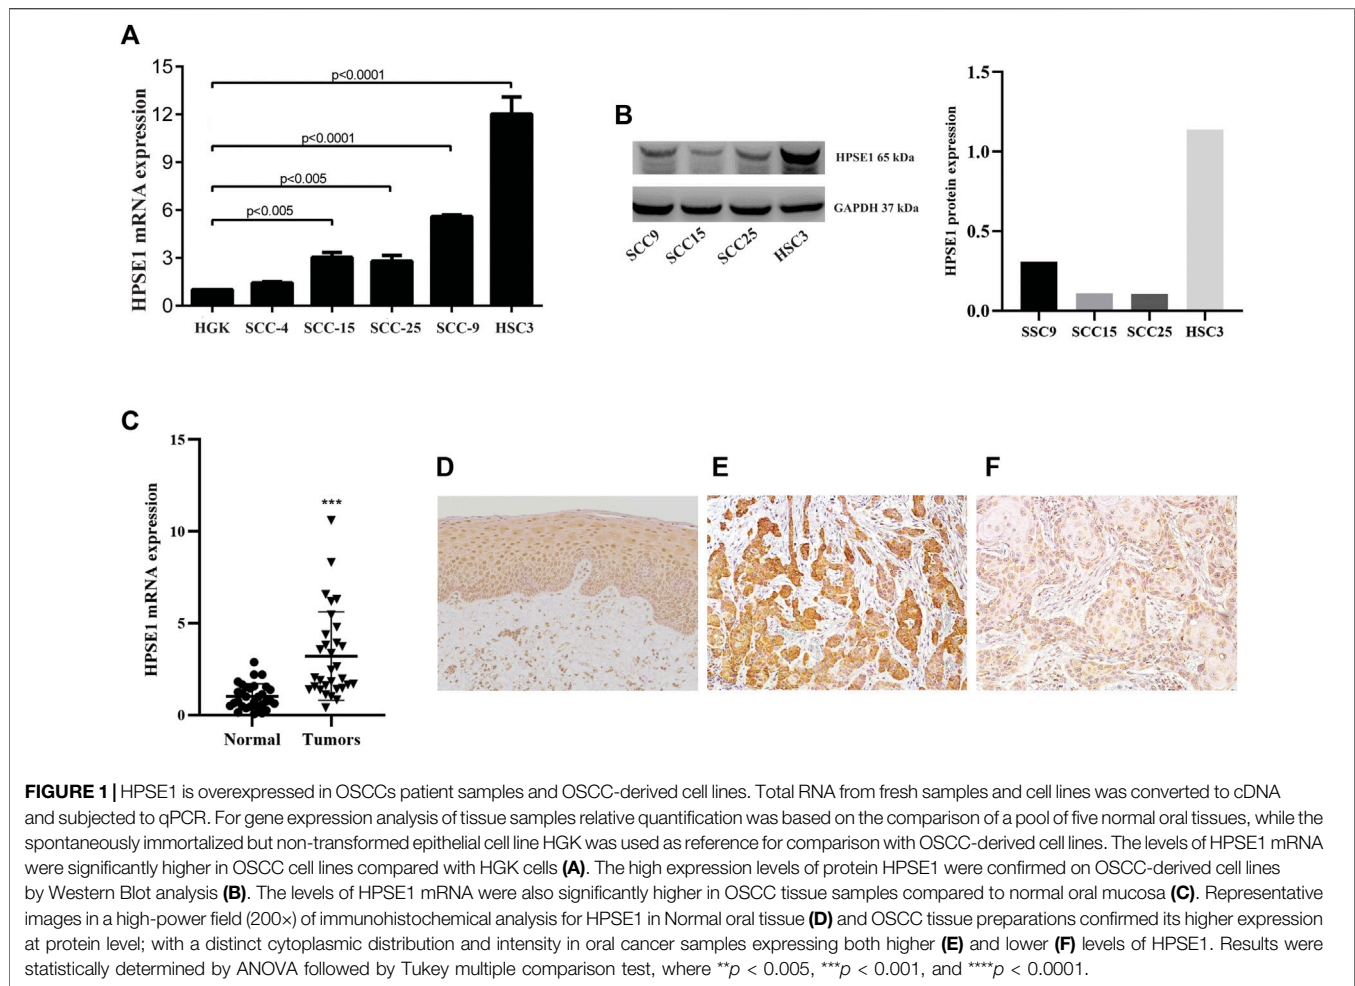 A
HPSE1 mRNA expression
15
12
9
6
3
0
p<0.0001
p<0.0001
p<0.005
p<0.005
HGK SCC-4 SCC-15 SCC-25 SCC-9 HSC3
B
HPSE1 65 kDa
GAPDH 37 kDa
SCC9 SCC15 SCC25 HSC3
HPSE1 protein expression
1.5
1.0
0.5
0.0
SSC9 SCC15 SCC25 HSC3
C
HPSE1 mRNA expression
15
10
5
0
***
Normal Tumors
D
E
F
FIGURE 1 | HPSE1 is overexpressed in OSCCs patient samples and OSCC-derived cell lines. Total RNA from fresh samples and cell lines was converted to cDNA
and subjected to qPCR. For gene expression analysis of tissue samples relative quantification was based on the comparison of a pool of five normal oral tissues, while the
spontaneously immortalized but non-transformed epithelial cell line HGK was used as reference for comparison with OSCC-derived cell lines. The levels of HPSE1 mRNA
were significantly higher in OSCC cell lines compared with HGK cells (A). The high expression levels of protein HPSE1 were confirmed on OSCC-derived cell lines
by Western Blot analysis (B). The levels of HPSE1 mRNA were also significantly higher in OSCC tissue samples compared to normal oral mucosa (C). Representative
images in a high-power field (200×) of immunohistochemical analysis for HPSE1 in Normal oral tissue (D) and OSCC tissue preparations confirmed its higher expression
at protein level; with a distinct cytoplasmic distribution and intensity in oral cancer samples expressing both higher (E) and lower (F) levels of HPSE1. Results were
statistically determined by ANOVA followed by Tukey multiple comparison test, where **p < 0.005, ***p < 0.001, and ****p < 0.0001.